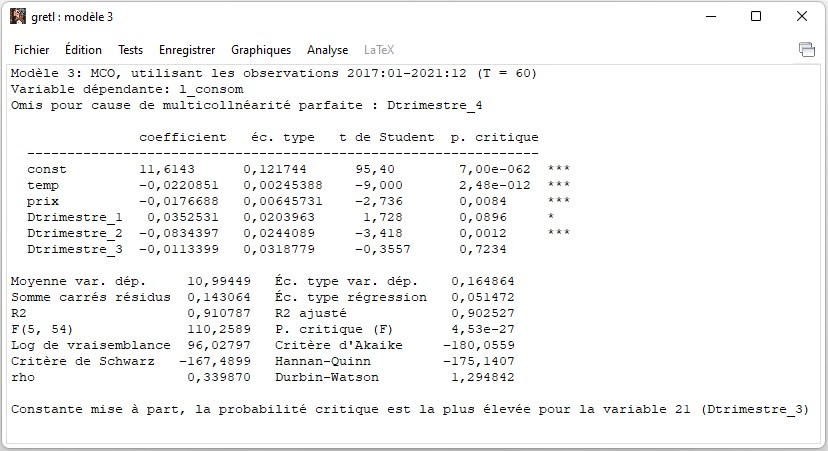 gretl : modèle 3
Fichier Édition Tests Enregistrer Graphiques Analyse LaTeX
Modèle 3: MCO, utilisant les observations 2017:01-2021:12 (T = 60)
Variable dépendante: l_consom
Omis pour cause de multicollnéarité parfaite : Dtrimestre_4
coefficient éc. type t de Student p. critique
---------------------------------------------------------------
const 11,6143 0,121744 95,40 7,00e-062 ***
temp -0,0220851 0,00245388 -9,000 2,48e-012 ***
prix -0,0176688 0,00645731 -2,736 0,0084 ***
Dtrimestre_1 0,0352531 0,0203963 1,728 0,0896 *
Dtrimestre_2 -0,0834397 0,0244089 -3,418 0,0012 ***
Dtrimestre_3 -0,0113399 0,0318779 -0,3557 0,7234
Moyenne var. dép. 10,99449 Éc. type var. dép. 0,164864
Somme carrés résidus 0,143064 Éc. type régression 0,051472
R2 0,910787 R2 ajusté 0,902527
F(5, 54) 110,2589 P. critique (F) 4,53e-27
Log de vraisemblance 96,02797 Critère d'Akaike -180,0559
Critère de Schwarz -167,4899 Hannan-Quinn -175,1407
rho 0,339870 Durbin-Watson 1,294842
Constante mise à part, la probabilité critique est la plus élevée pour la variable 21 (Dtrimestre_3)